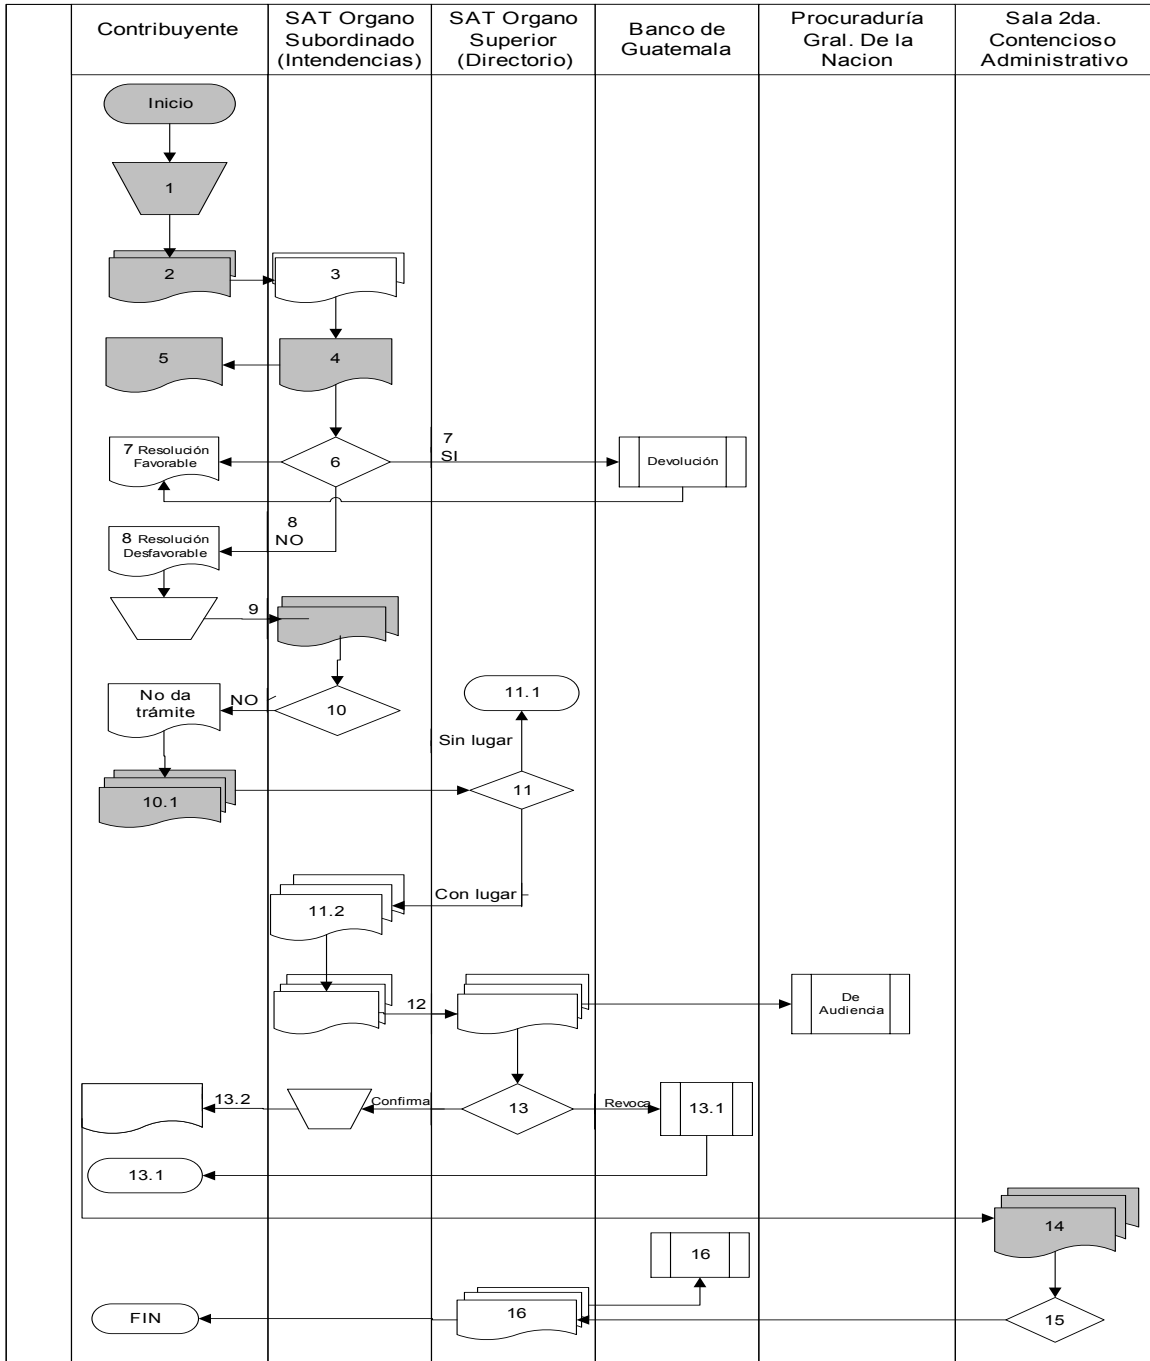 Contribuyente
SAT Organo
Subordinado
(Intendencias)
SAT Organo
Superior
(Directorio)
Banco de
Guatemala
Procuraduría
Gral. De la
Nacion
Sala 2da.
Contencioso
Administrativo
Inicio
1
2
3
5
4
7 Resolución
Favorable
6
7
SI
Devolución
8 Resolución
Desfavorable
8
NO
9
No da
trámite
NO
10
11.1
Sin lugar
10.1
11
Con lugar
11.2
12
De
Audiencia
13.2
Confirma
13
Revoca
13.1
13.1
14
16
FIN
16
15